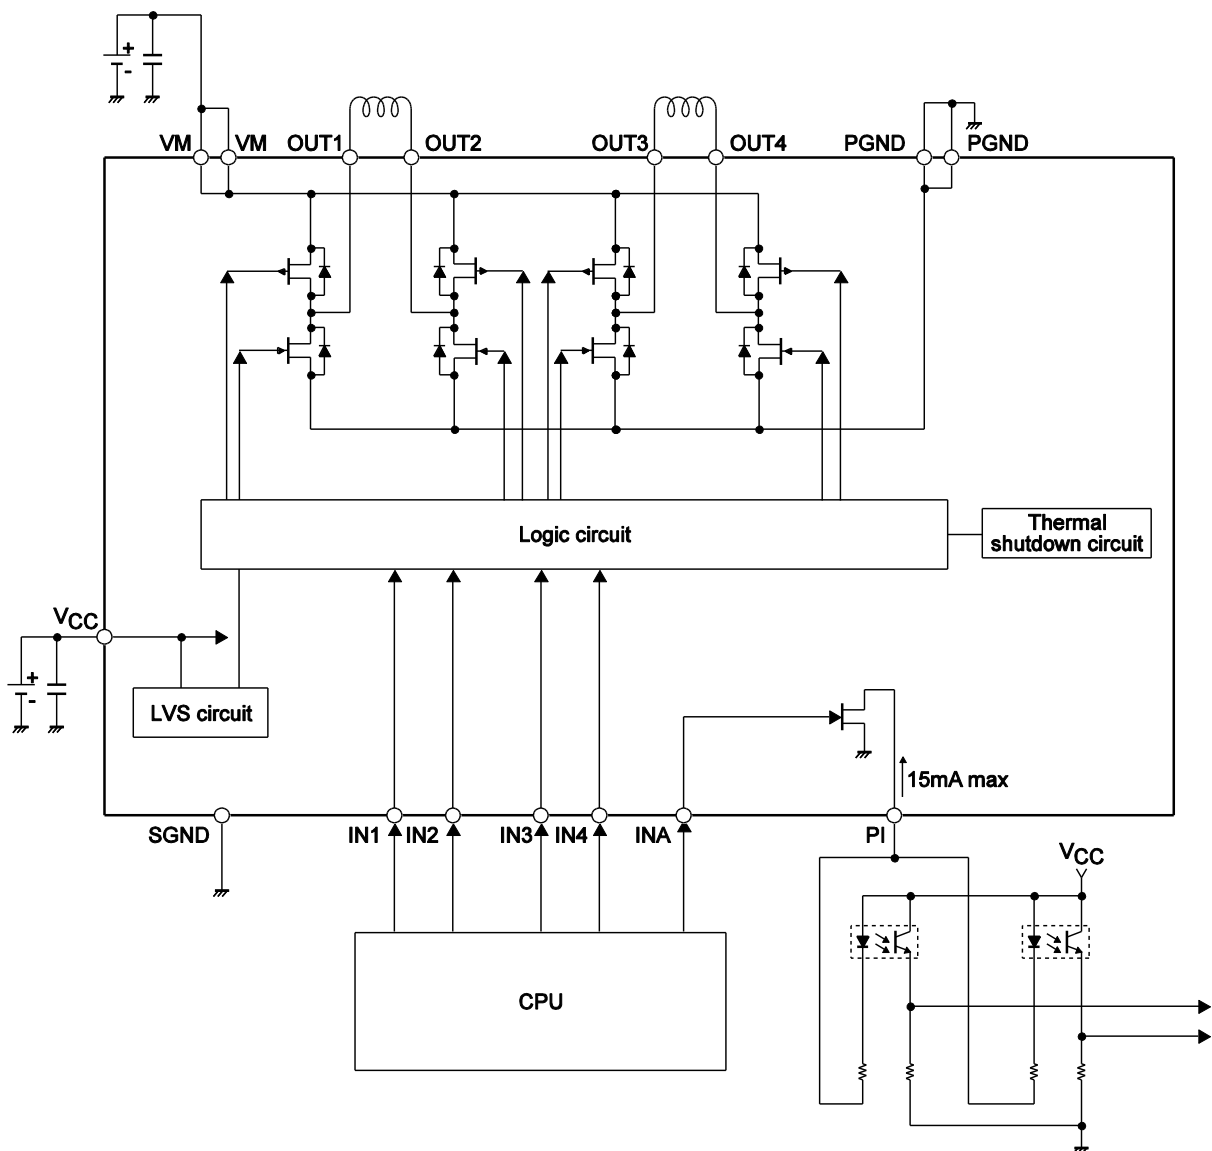 +
-
VM VM OUT1 OUT2 OUT3 OUT4 PGND PGND
Logic circuit
Thermal
shutdown circuit
VCC
+
-
LVS circuit
15mA max
SGND IN1 IN2 IN3 IN4 INA PI
VCC
CPU